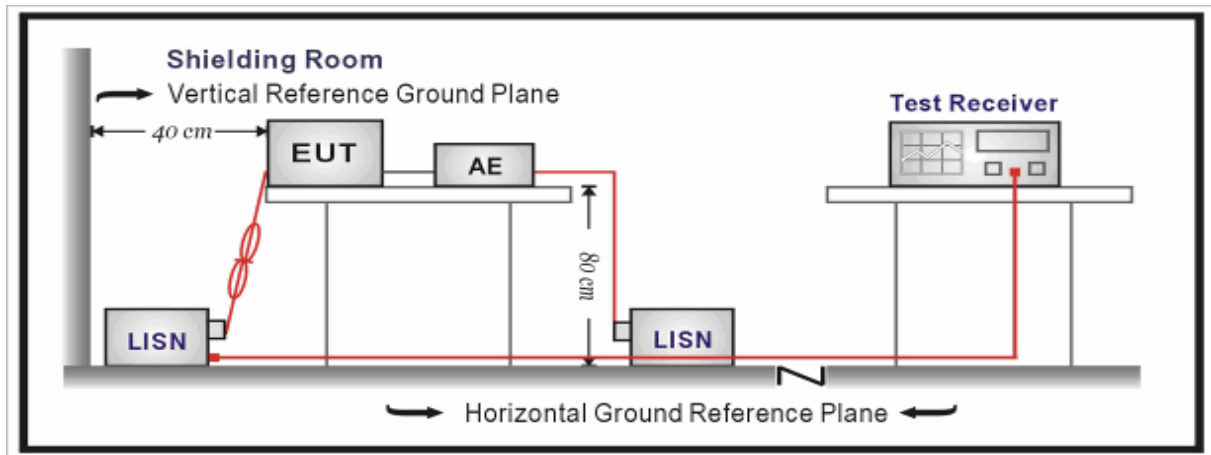 Shielding Room
Vertical Reference Ground Plane
40 cm
EUT
AE
Test Receiver
80 cm
LISN
LISN
Horizontal Ground Reference Plane